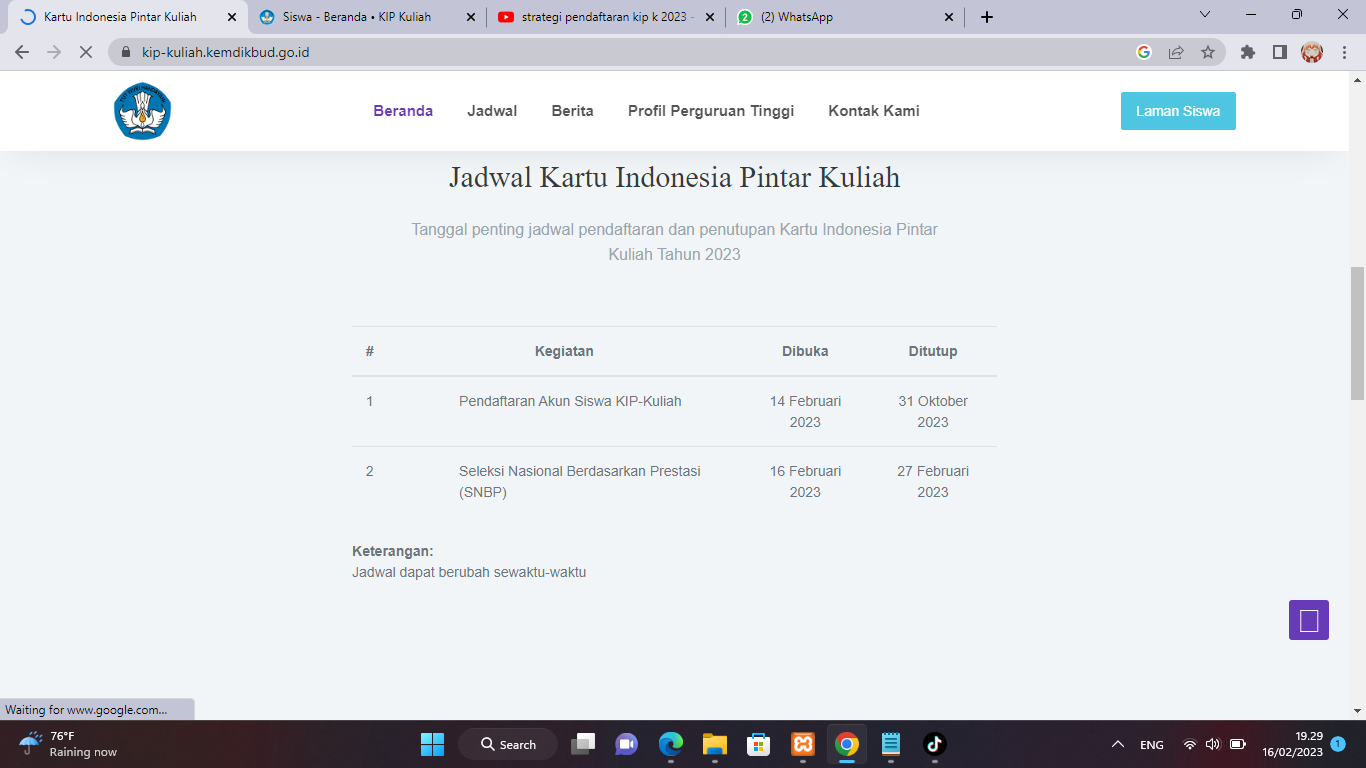 Kartu Indonesia Pintar Kuliah
Siswa - Beranda • KIP Kuliah
strategi pendaftaran kip k 2023 -
(2) WhatsApp
kip-kuliah.kemdikbud.go.id
Beranda
Jadwal
Berita
Profil Perguruan Tinggi
Kontak Kami
Laman Siswa
Jadwal Kartu Indonesia Pintar Kuliah
Tanggal penting jadwal pendaftaran dan penutupan Kartu Indonesia Pintar
Kuliah Tahun 2023
# Kegiatan Dibuka Ditutup
1 Pendaftaran Akun Siswa KIP-Kuliah 14 Februari 31 Oktober
2023 2023
2 Seleksi Nasional Berdasarkan Prestasi 16 Februari 27 Februari
(SNBP) 2023 2023
Keterangan:
Jadwal dapat berubah sewaktu-waktu
Waiting for www.google.com...
76°F
Raining now
Search
ENG
19.29
16/02/2023
1